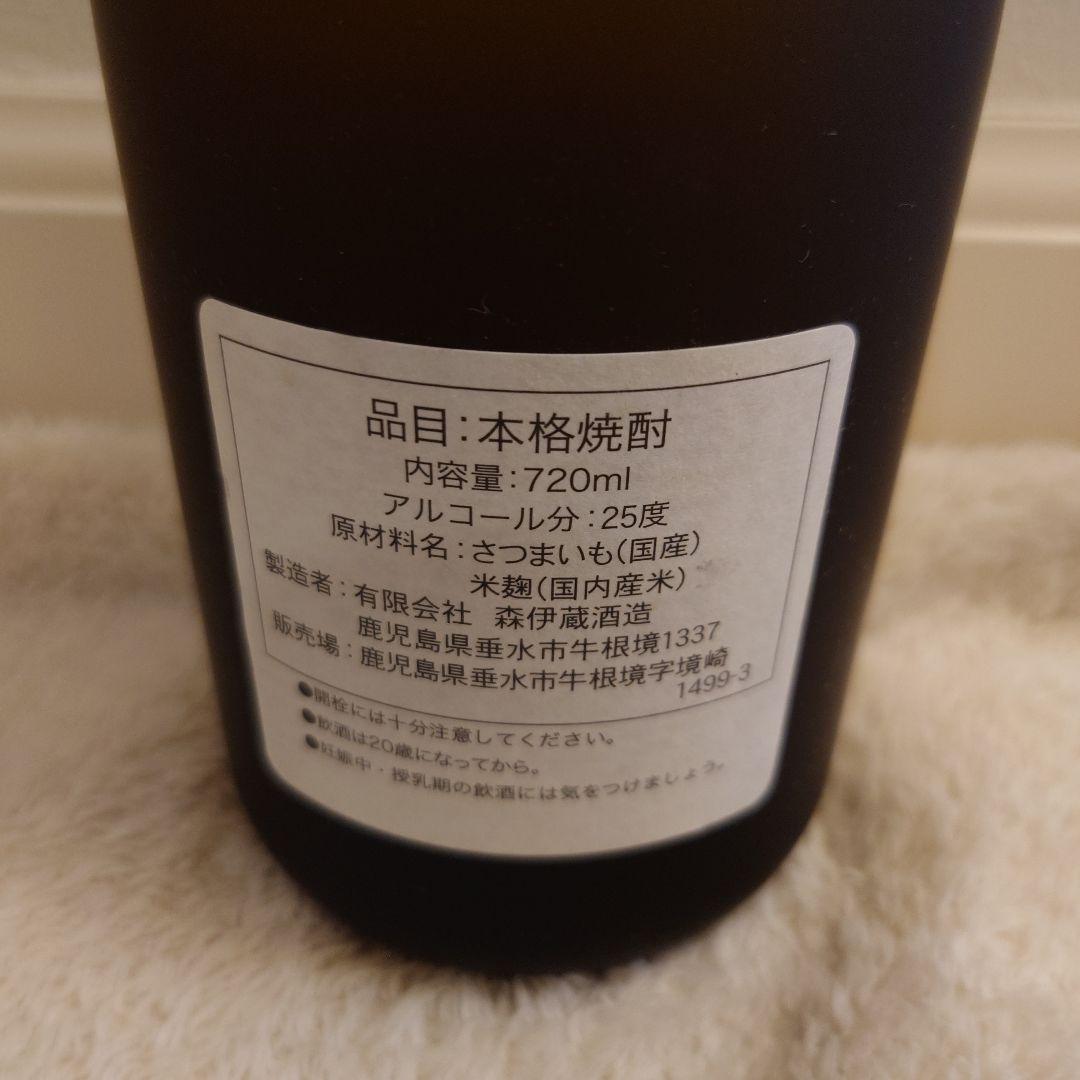 品目：本格焼酎
内容量：720ml
アルコール分：25度
原材料名：さつまいも（国産）
米麹（国内産米）
製造者：有限会社　森伊蔵酒造
鹿児島県垂水市牛根境1337
販売場：鹿児島県垂水市牛根境字境崎
1499-3
●開栓には十分注意してください。
●飲酒は20歳になってから。
●妊娠中・授乳期の飲酒には気をつけましょう。